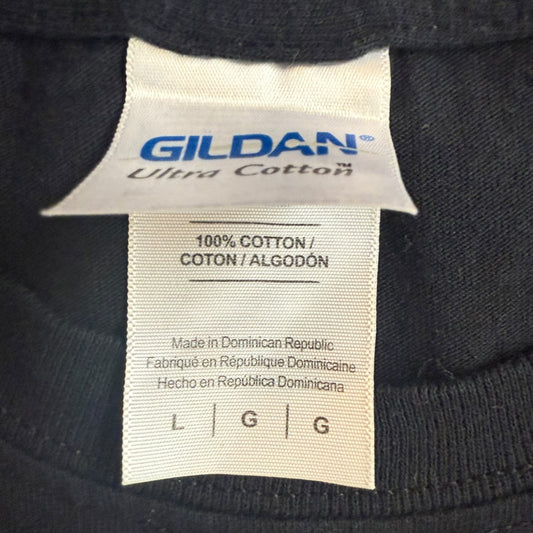 GILDAN®
Ultra Cotton™
100% COTTON /
COTON / ALGODÓN
Made in Dominican Republic
Fabriqué en République Dominicaine
Hecho en República Dominicana
L | G | G